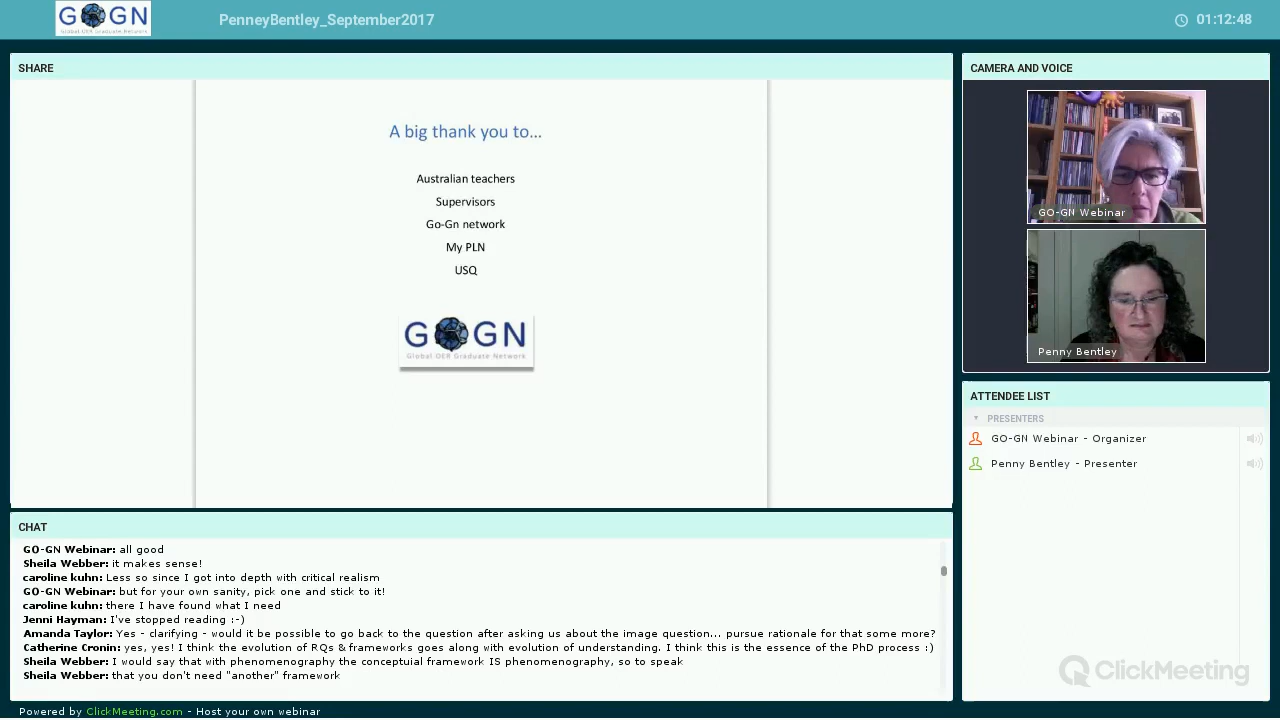 GOGN
Global OER Graduate Network
PenneyBentley_September2017
01:12:48
SHARE
A big thank you to...
Australian teachers
Supervisors
Go-Gn network
My PLN
USQ
GOGN
Global OER Graduate Network
CAMERA AND VOICE
GO-GN Webinar
Penny Bentley
ATTENDEE LIST
PRESENTERS
GO-GN Webinar - Organizer
Penny Bentley - Presenter
CHAT
GO-GN Webinar: all good
Sheila Webber: it makes sense!
caroline kuhn: Less so since I got into depth with critical realism
GO-GN Webinar: but for your own sanity, pick one and stick to it!
caroline kuhn: there I have found what I need
Jenni Hayman: I've stopped reading :-)
Amanda Taylor: Yes - clarifying - would it be possible to go back to the question after asking us about the image question... pursue rationale for that some more?
Catherine Cronin: yes, yes! I think the evolution of RQs & frameworks goes along with evolution of understanding. I think this is the essence of the PhD process :)
Sheila Webber: I would say that with phenomenography the conceptuial framework IS phenomenography, so to speak
Sheila Webber: that you don't need "another" framework
ClickMeeting
Powered by ClickMeeting.com - Host your own webinar